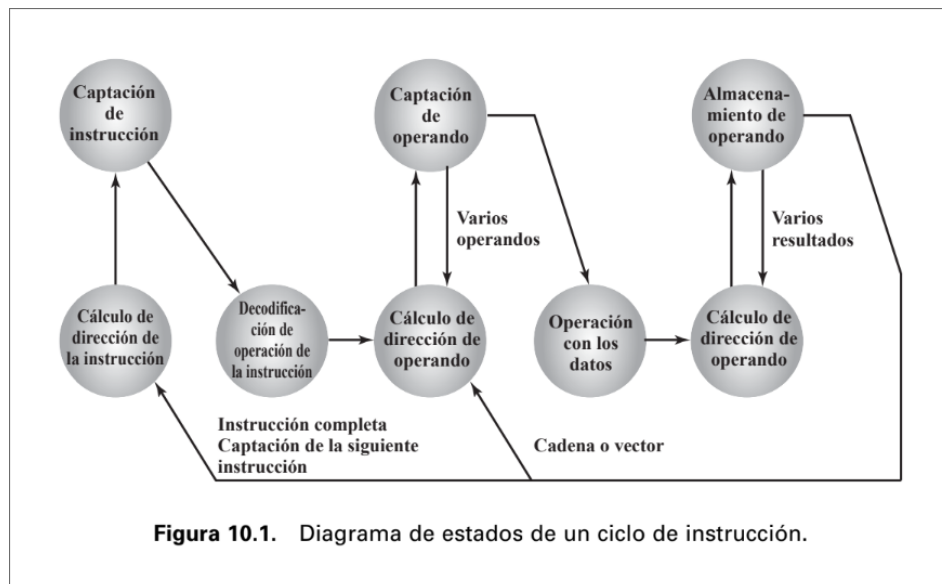 Captación
de
instrucción
Captación
de
operando
Almacena-
miento de
operando
Varios
operandos
Varios
resultados
Cálculo de
dirección de
la instrucción
Decodifica-
ción de
operación de
la instrucción
Cálculo de
dirección de
operando
Operación
con los
datos
Cálculo de
dirección de
operando
Instrucción completa
Captación de la siguiente
instrucción
Cadena o vector
Figura 10.1. Diagrama de estados de un ciclo de instrucción.